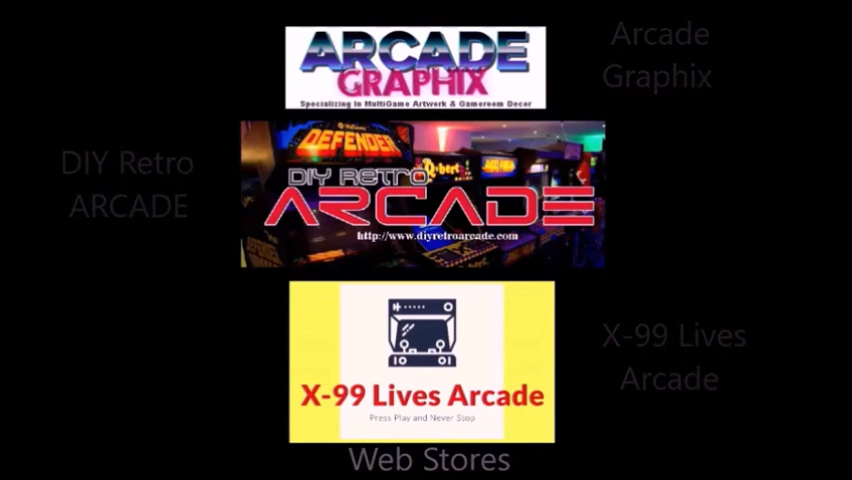 ARCADE
GRAPHIX
Specializing In MultiGame Artwork & Gameroom Decor
Arcade
Graphix
DIY Retro
ARCADE
DEFENDER
Q*bert
DIY RETRO
ARCADE
http://www.diyretroarcade.com
X-99 Lives Arcade
Press Play and Never Stop
X-99 Lives
Arcade
Web Stores